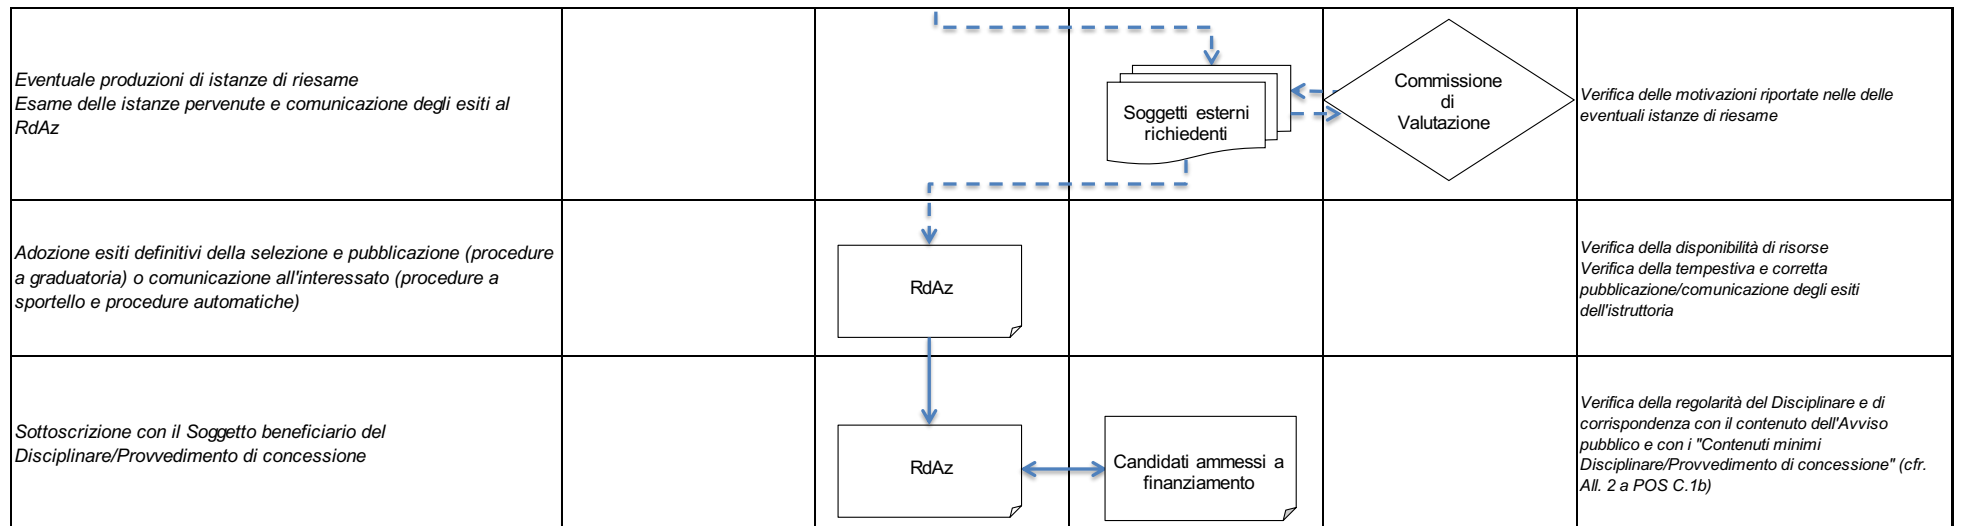 Eventuale produzioni di istanze di riesame
Esame delle istanze pervenute e comunicazione degli esiti al
RdAz
Soggetti esterni
richiedenti
Commissione
di
Valutazione
Verifica delle motivazioni riportate nelle delle
eventuali istanze di riesame
Adozione esiti definitivi della selezione e pubblicazione (procedure
a graduatoria) o comunicazione all'interessato (procedure a
sportello e procedure automatiche)
RdAz
Verifica della disponibilità di risorse
Verifica della tempestiva e corretta
pubblicazione/comunicazione degli esiti
dell'istruttoria
Sottoscrizione con il Soggetto beneficiario del
Disciplinare/Provvedimento di concessione
RdAz
Candidati ammessi a
finanziamento
Verifica della regolarità del Disciplinare e di
corrispondenza con il contenuto dell'Avviso
pubblico e con i "Contenuti minimi
Disciplinare/Provvedimento di concessione" (cfr.
All. 2 a POS C.1b)